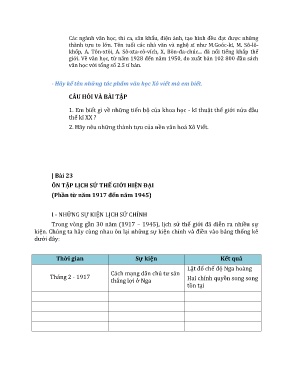 Các ngành văn học, thi ca, sân khấu, điện ảnh, tạo hình đều đạt được những
thành tựu to lớn. Tên tuổi các nhà văn và nghệ sĩ như M.Goóc-ki, M. Sô-lô-
khốp, A. Tôn-xtôi, A. Sô-xta-cô-vích, X. Bôn-đa-chúc... đã nổi tiếng khắp thế
giới. Về văn học, từ năm 1928 đến năm 1950, đã xuất bản 102 800 đầu sách
văn học với tổng số 2.5 tỉ bản.
- Hãy kể tên những tác phẩm văn học Xô viết mà em biết.
CÂU HỎI VÀ BÀI TẬP
1. Em biết gì về những tiến bộ của khoa học - kĩ thuật thế giới nửa đầu
thế kỉ XX ?
2. Hãy nêu những thành tựu của nền văn hoá Xô Viết.
| Bài 23
ÔN TẬP LỊCH SỬ THẾ GIỚI HIỆN ĐẠI
(Phần từ năm 1917 đến năm 1945)
I - NHỮNG SỰ KIỆN LỊCH SỬ CHÍNH
Trong vòng gần 30 năm (1917 - 1945), lịch sử thế giới đã diễn ra nhiều sự
kiện. Chúng ta hãy cùng nhau ôn lại những sự kiện chính và điền vào bảng thống kê
dưới đây:
Thời gian Sự kiện Kết quả
Tháng 2 - 1917 Cách mạng dân chủ tư sản
thắng lợi ở Nga
Lật đổ chế độ Nga hoàng
Hai chính quyền song song
tồn tại